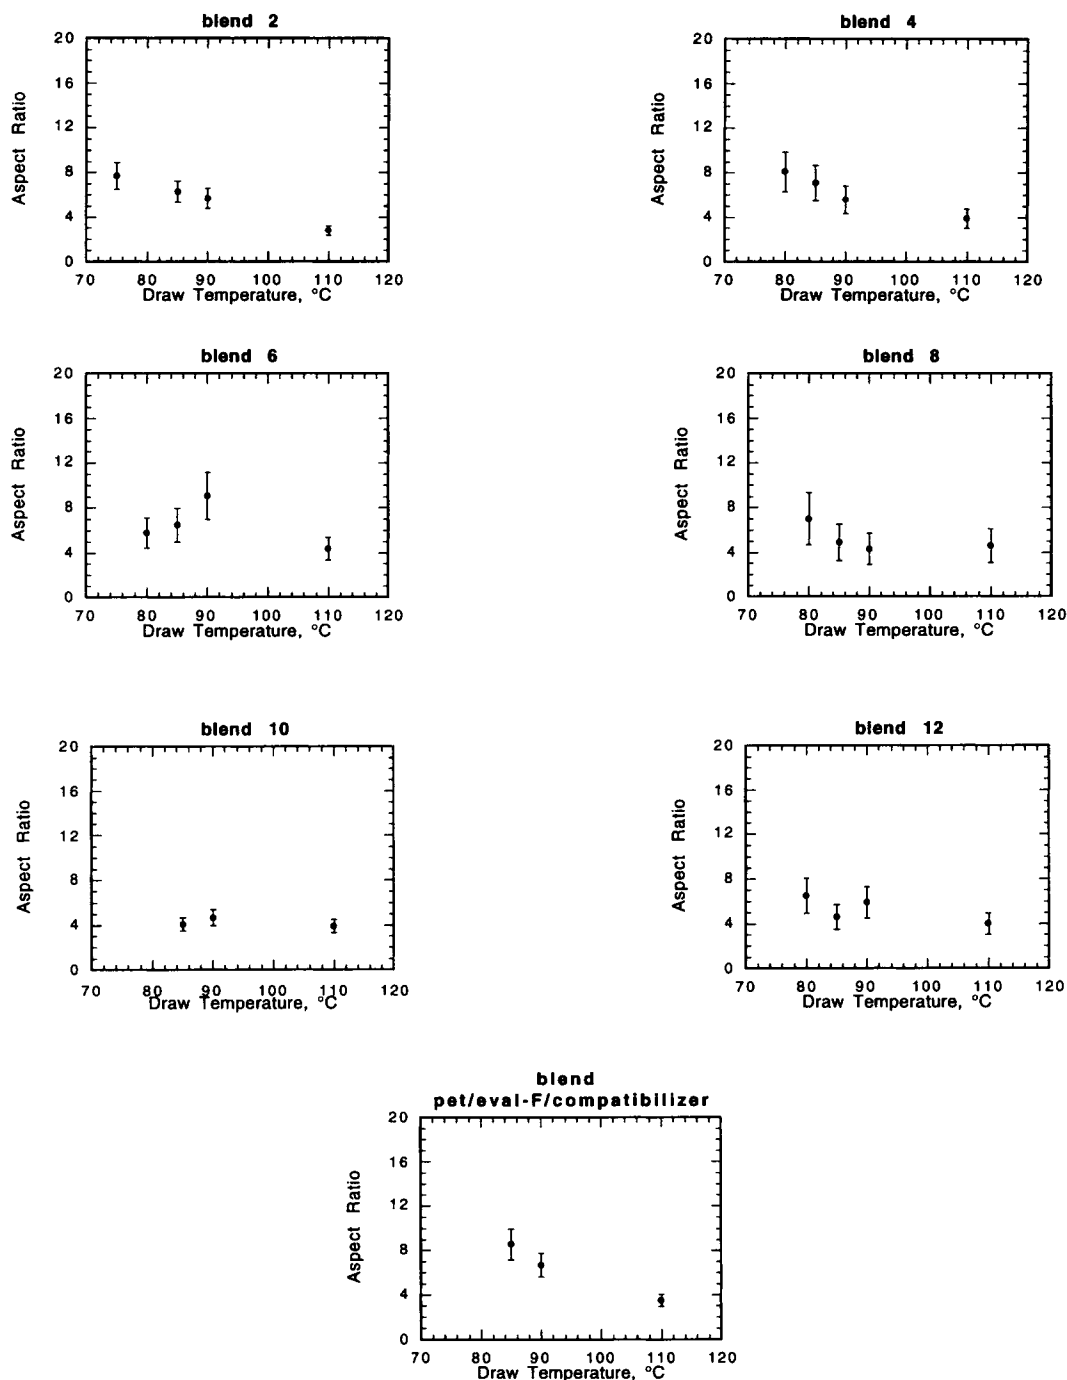 blend 2
20
16
12
8
4
0
Aspect Ratio
70 80 90 100 110 120
Draw Temperature, °C
blend 4
20
16
12
8
4
0
Aspect Ratio
70 80 90 100 110 120
Draw Temperature, °C
blend 6
20
16
12
8
4
0
Aspect Ratio
70 80 90 100 110 120
Draw Temperature, °C
blend 8
20
16
12
8
4
0
Aspect Ratio
70 80 90 100 110 120
Draw Temperature, °C
blend 10
20
16
12
8
4
0
Aspect Ratio
70 80 90 100 110 120
Draw Temperature, °C
blend 12
20
16
12
8
4
0
Aspect Ratio
70 80 90 100 110 120
Draw Temperature, °C
blend
pet/eval-F/compatibilizer
20
16
12
8
4
0
Aspect Ratio
70 80 90 100 110 120
Draw Temperature, °C